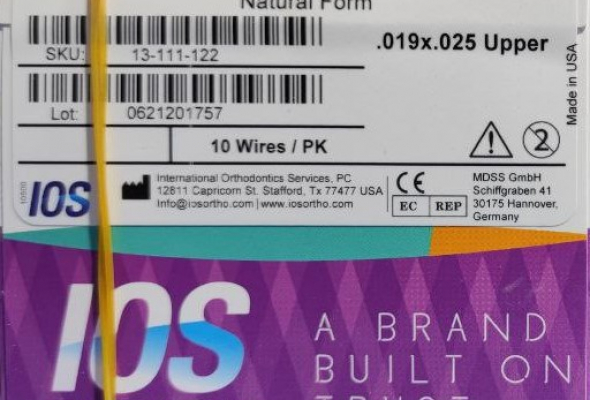 Natural Form
SKU: 13-111-122
.019x.025 Upper
Lot: 0621201757
Made in USA
10 Wires / PK
2
IOS
International Orthodontics Services, PC
12811 Capricorn St. Stafford, Tx 77477 USA
Info@iosortho.com | www.iosortho.com
CE
EC REP
MDSS GmbH
Schiffgraben 41
30175 Hannover,
Germany
IOS
A BRAND
BUILT ON
TRUST